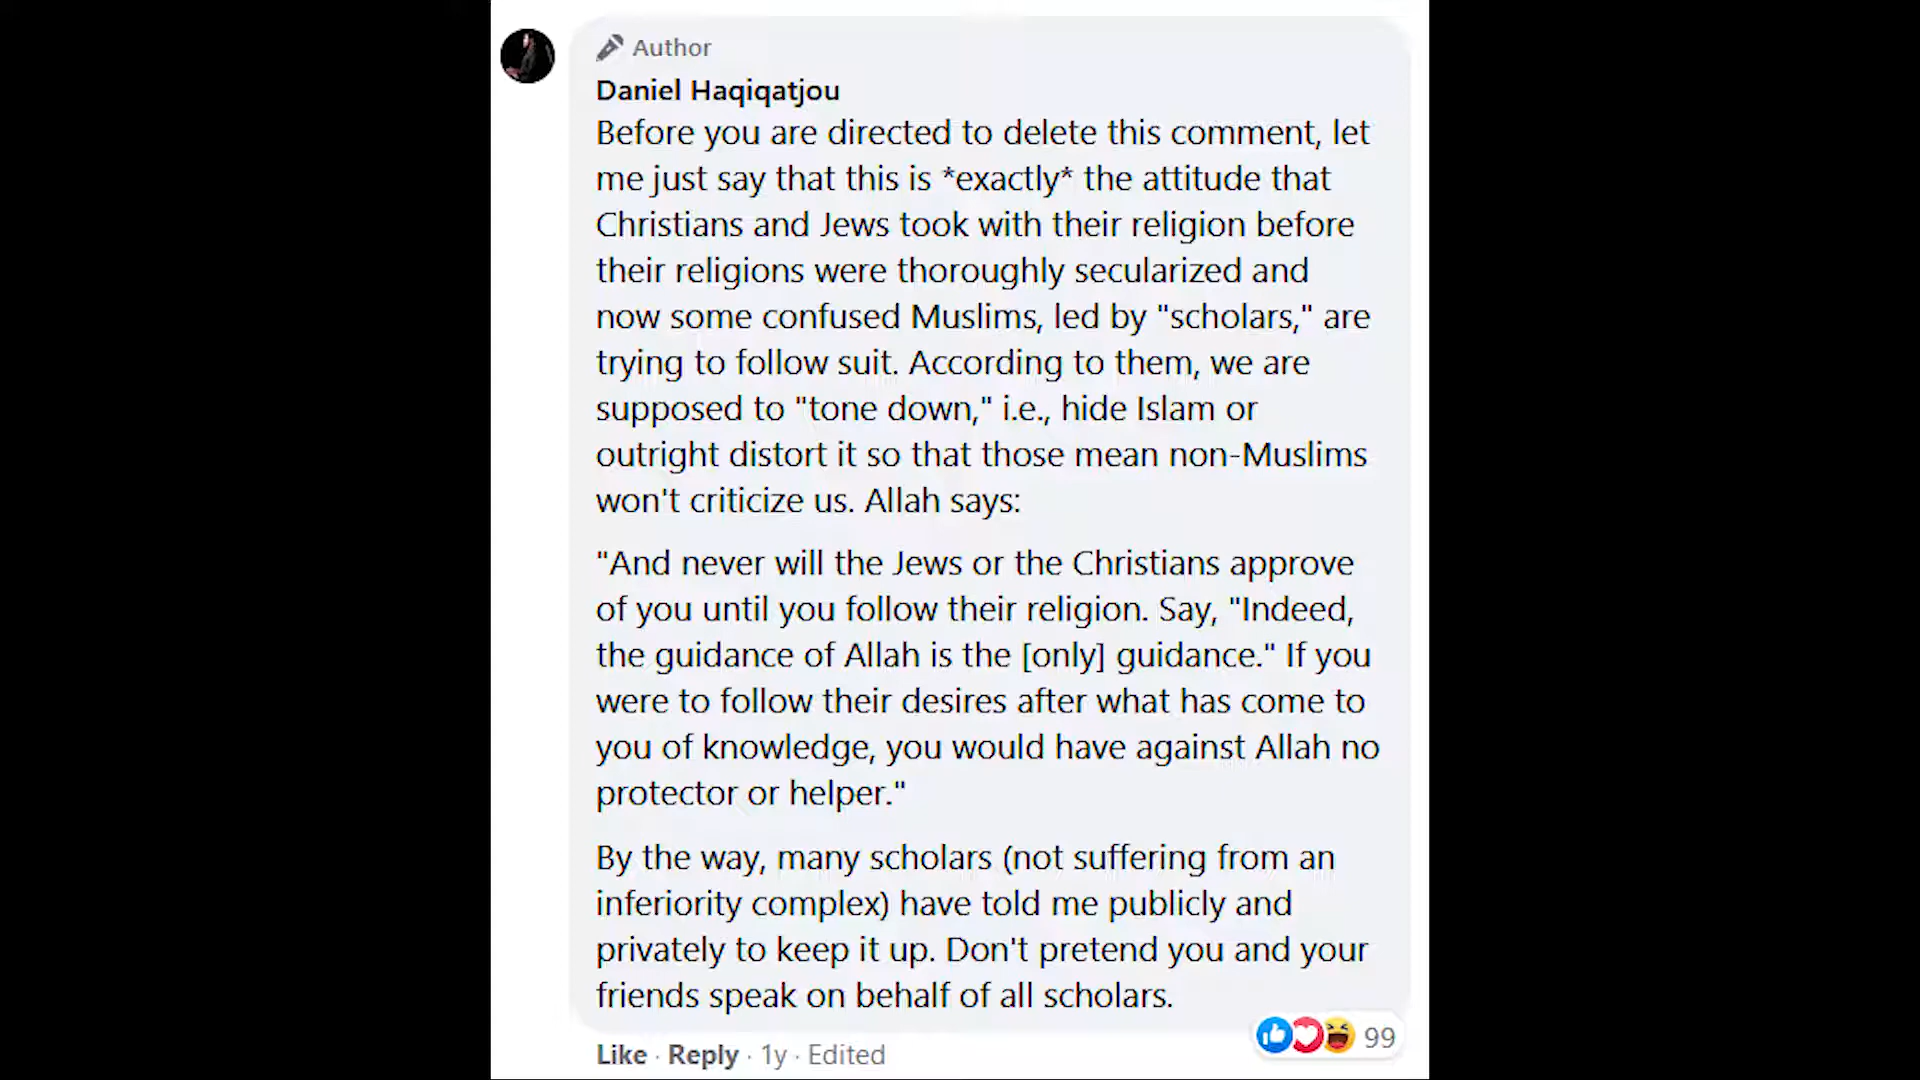 Author
Daniel Haqiqatjou
Before you are directed to delete this comment, let
me just say that this is *exactly* the attitude that
Christians and Jews took with their religion before
their religions were thoroughly secularized and
now some confused Muslims, led by "scholars," are
trying to follow suit. According to them, we are
supposed to "tone down," i.e., hide Islam or
outright distort it so that those mean non-Muslims
won't criticize us. Allah says:
"And never will the Jews or the Christians approve
of you until you follow their religion. Say, "Indeed,
the guidance of Allah is the [only] guidance." If you
were to follow their desires after what has come to
you of knowledge, you would have against Allah no
protector or helper."
By the way, many scholars (not suffering from an
inferiority complex) have told me publicly and
privately to keep it up. Don't pretend you and your
friends speak on behalf of all scholars.
99
Like · Reply · 1y · Edited